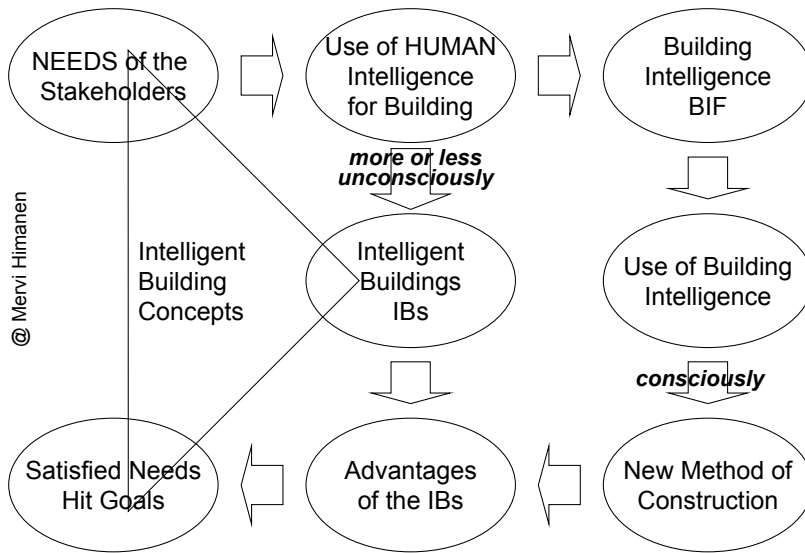 NEEDS of the
Stakeholders
Use of HUMAN
Intelligence
for Building
Building
Intelligence
BIF
more or less
unconsciously
@ Mervi Himanen
Intelligent
Building
Concepts
Intelligent
Buildings
IBs
Use of Building
Intelligence
consciously
Satisfied Needs
Hit Goals
Advantages
of the IBs
New Method of
Construction